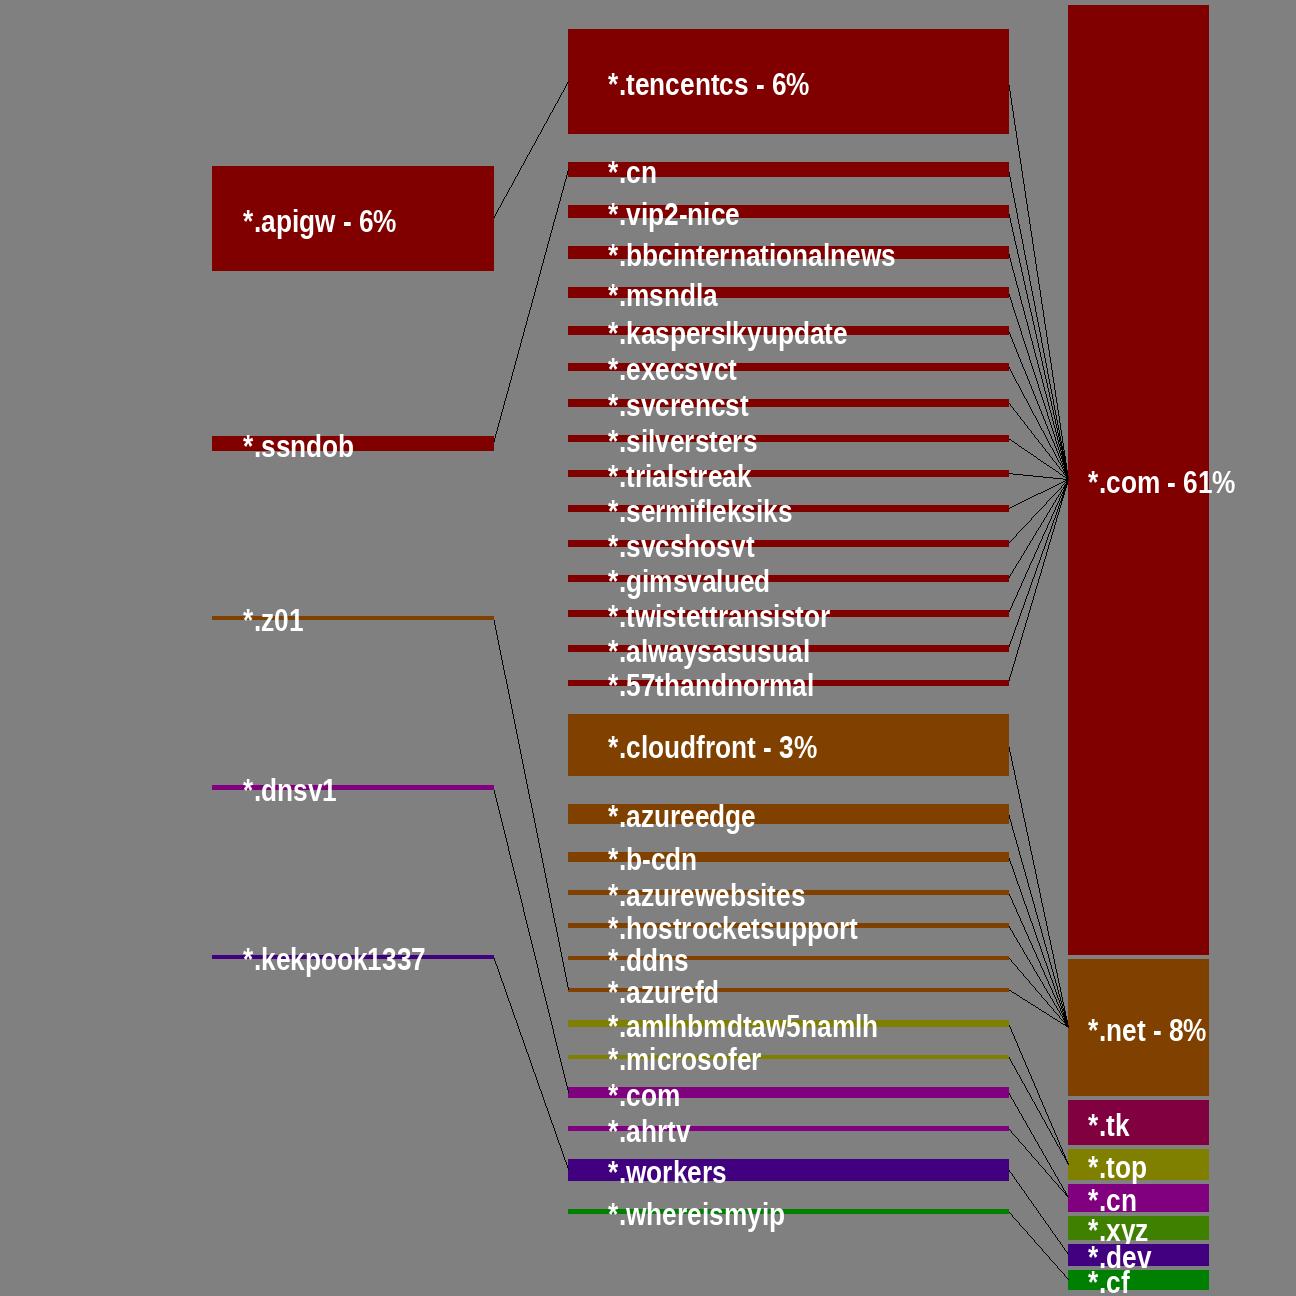 *.apigw - 6%
*.ssndob
*.z01
*.dnsv1
*.kekpook1337
*.tencentcs - 6%
*.cn
*.vip2-nice
*.bbcinternationalnews
*.msndla
*.kasperslkyupdate
*.execsvct
*.svcrencst
*.silversters
*.trialstreak
*.sermifleksiks
*.svcshosvt
*.gimsvalued
*.twistettransistor
*.alwaysasusual
*.57thandnormal
*.cloudfront - 3%
*.azureedge
*.b-cdn
*.azurewebsites
*.hostrocketsupport
*.ddns
*.azurefd
*.amlhbmdtaw5namlh
*.microsofer
*.com
*.ahrtv
*.workers
*.whereismyip
*.com - 61%
*.net - 8%
*.tk
*.top
*.cn
*.xyz
*.dev
*.cf